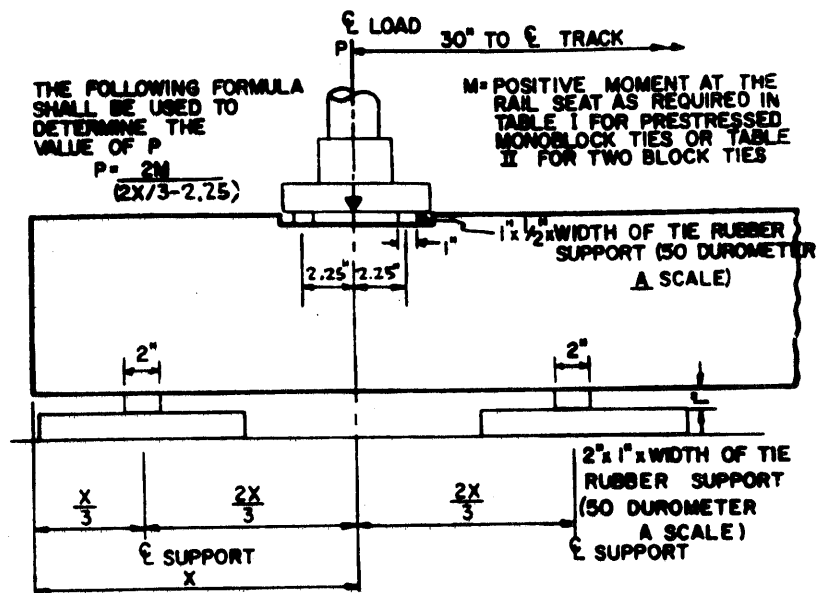 ℄ LOAD
P
30" TO ℄ TRACK
THE FOLLOWING FORMULA
SHALL BE USED TO
DETERMINE THE
VALUE OF P
P= 2M
(2X/3-2.25)
M= POSITIVE MOMENT AT THE
RAIL SEAT AS REQUIRED IN
TABLE I FOR PRESTRESSED
MONOBLOCK TIES OR TABLE
II FOR TWO BLOCK TIES
1" x 1/2" x WIDTH OF TIE RUBBER
SUPPORT (50 DUROMETER
A SCALE)
1"
2.25" 2.25"
2" 2"
1"
2" x 1" x WIDTH OF TIE
RUBBER SUPPORT
(50 DUROMETER
A SCALE)
X/3 2X/3 2X/3
℄ SUPPORT ℄ SUPPORT
X